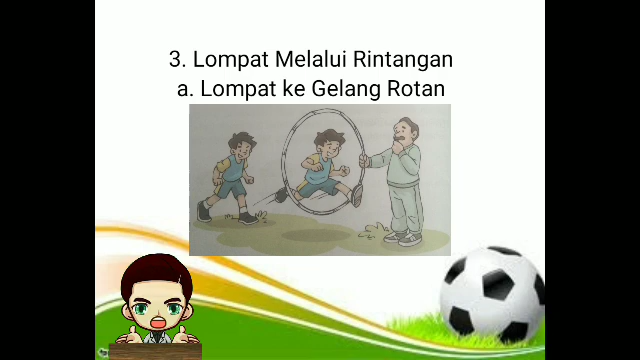 3. Lompat Melalui Rintangan
a. Lompat ke Gelang Rotan